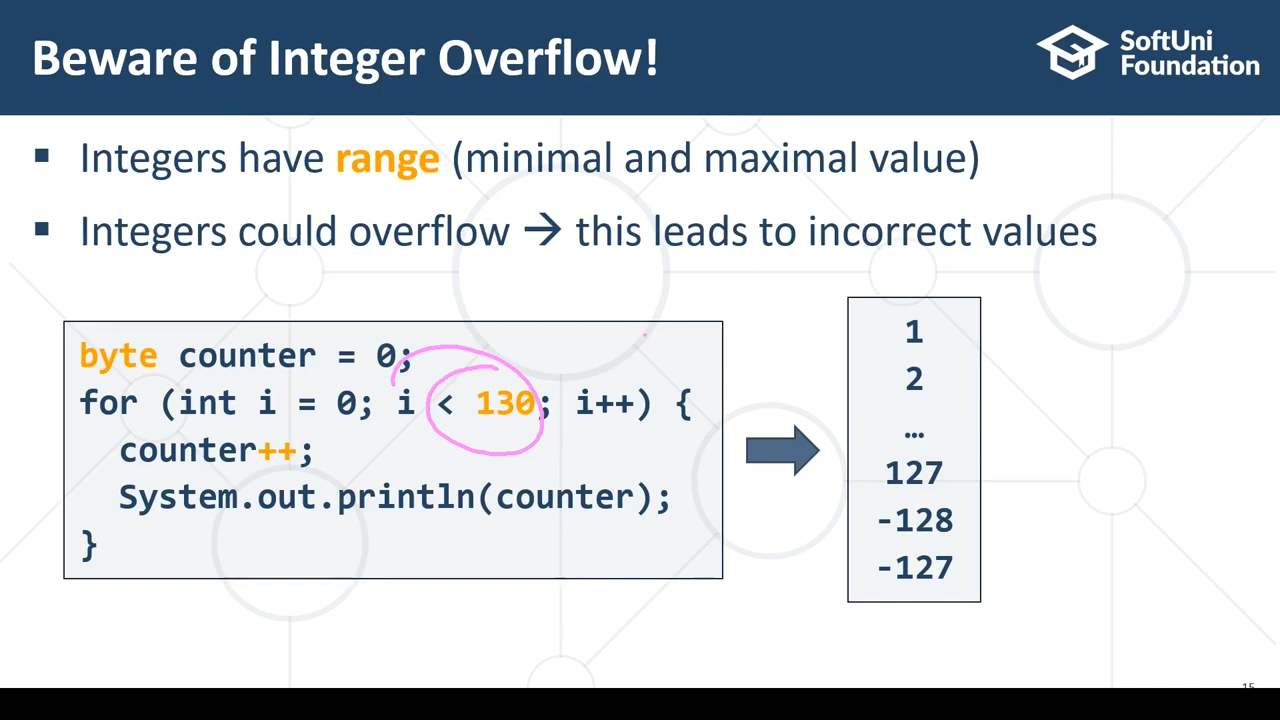 Beware of Integer Overflow!
SoftUni
Foundation
▪ Integers have range (minimal and maximal value)
▪ Integers could overflow → this leads to incorrect values
byte counter = 0;
for (int i = 0; i < 130; i++) {
  counter++;
  System.out.println(counter);
}
1
2
…
127
-128
-127
15